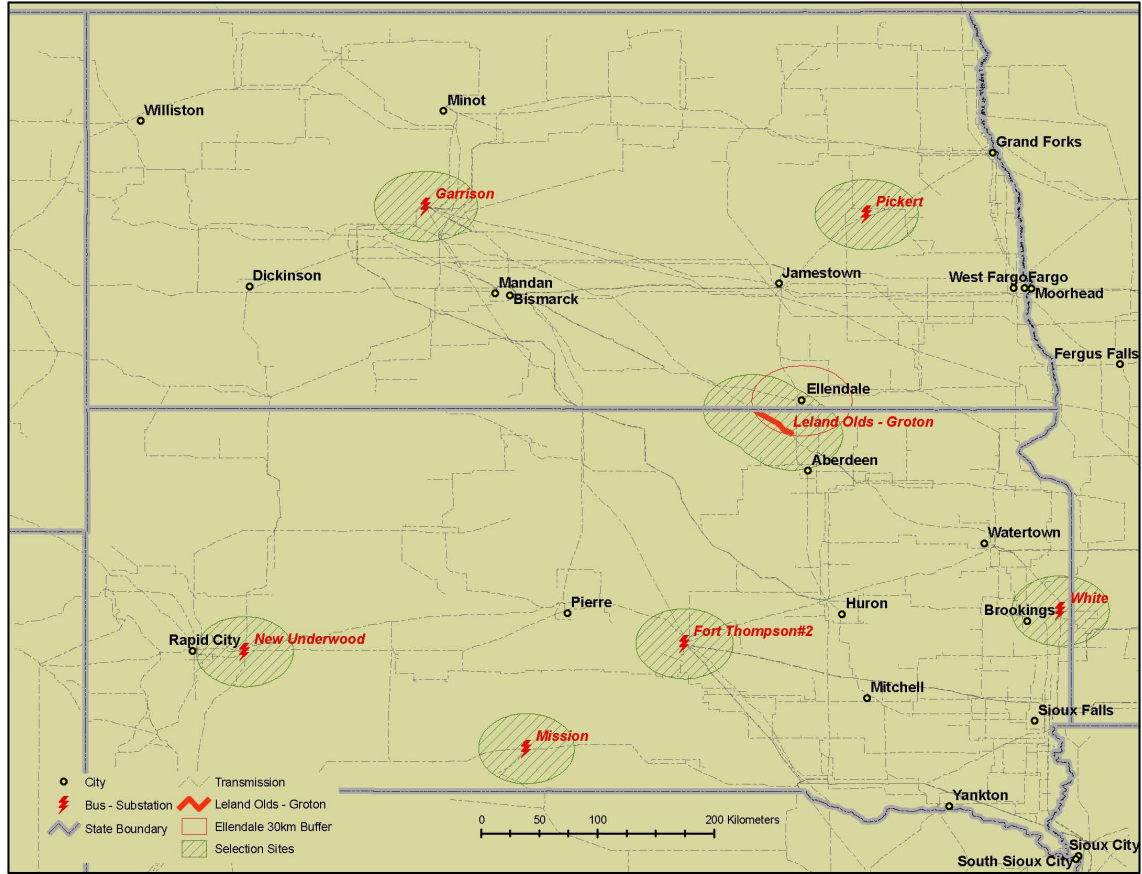 Minot
Williston
Grand Forks
Garrison
Pickert
Dickinson
Jamestown
Mandan
Bismarck
West Fargo
Fargo
Moorhead
Fergus Falls
Ellendale
Leland Olds - Groton
Aberdeen
Watertown
White
Pierre
Huron
Brookings
Rapid City
New Underwood
Fort Thompson#2
Mitchell
Sioux Falls
Mission
City
Transmission
Bus - Substation
Leland Olds - Groton
State Boundary
Ellendale 30km Buffer
Selection Sites
0 50 100 200 Kilometers
Yankton
Sioux City
South Sioux City